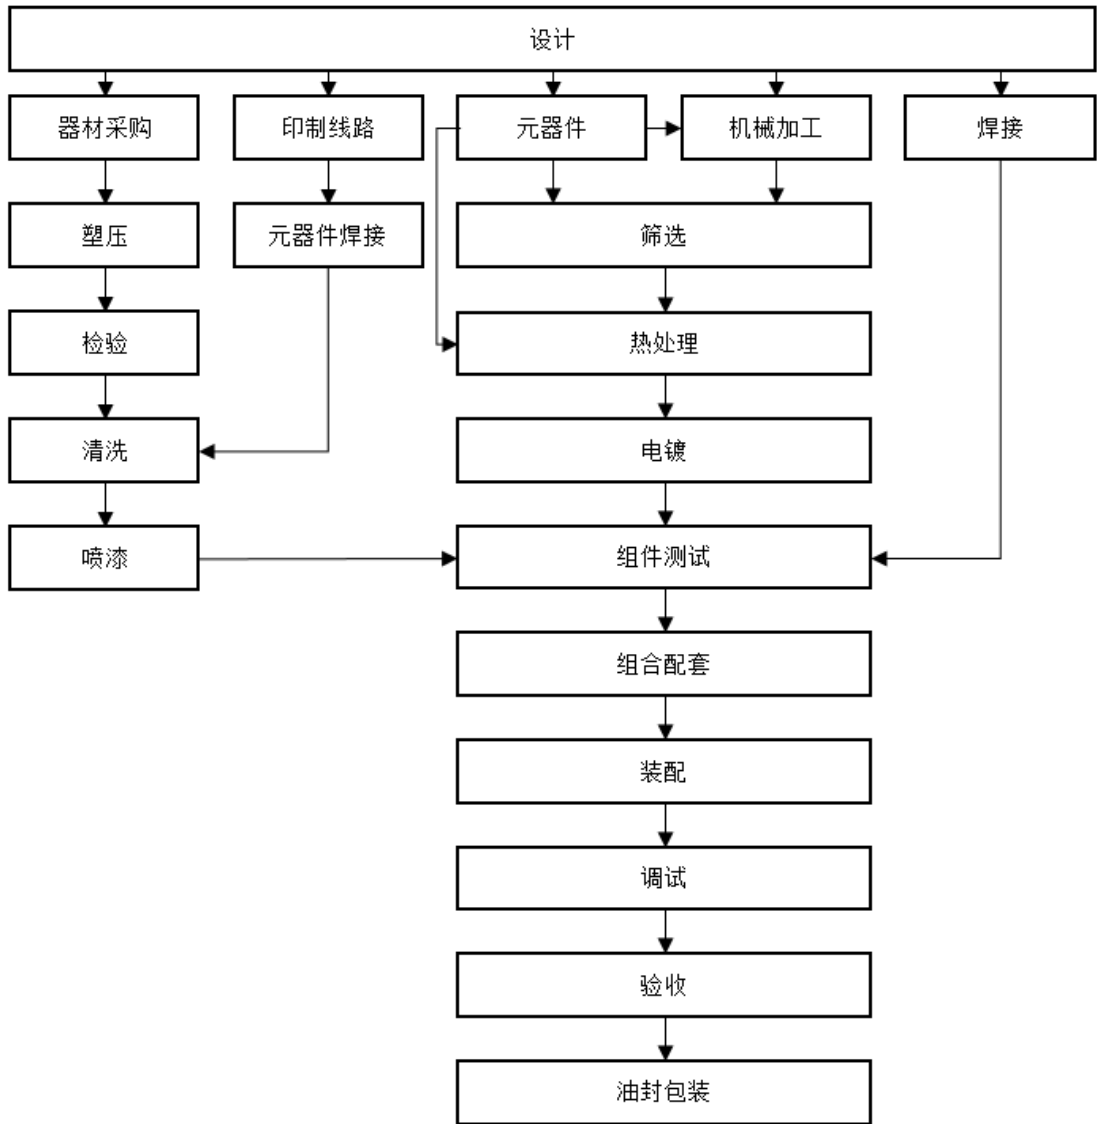 设计
器材采购
印制线路
元器件
机械加工
焊接
塑压
元器件焊接
筛选
检验
热处理
清洗
电镀
喷漆
组件测试
组合配套
装配
调试
验收
油封包装